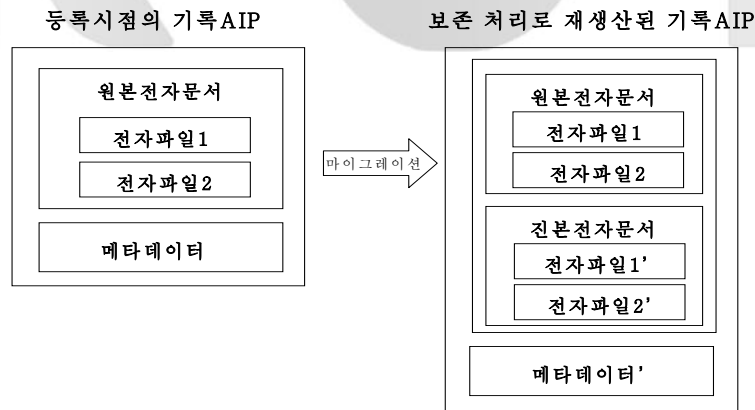 등록시점의 기록AIP
원본전자문서
전자파일1
전자파일2
메타데이터
마이그레이션
보존 처리로 재생산된 기록AIP
원본전자문서
전자파일1
전자파일2
진본전자문서
전자파일1'
전자파일2'
메타데이터'